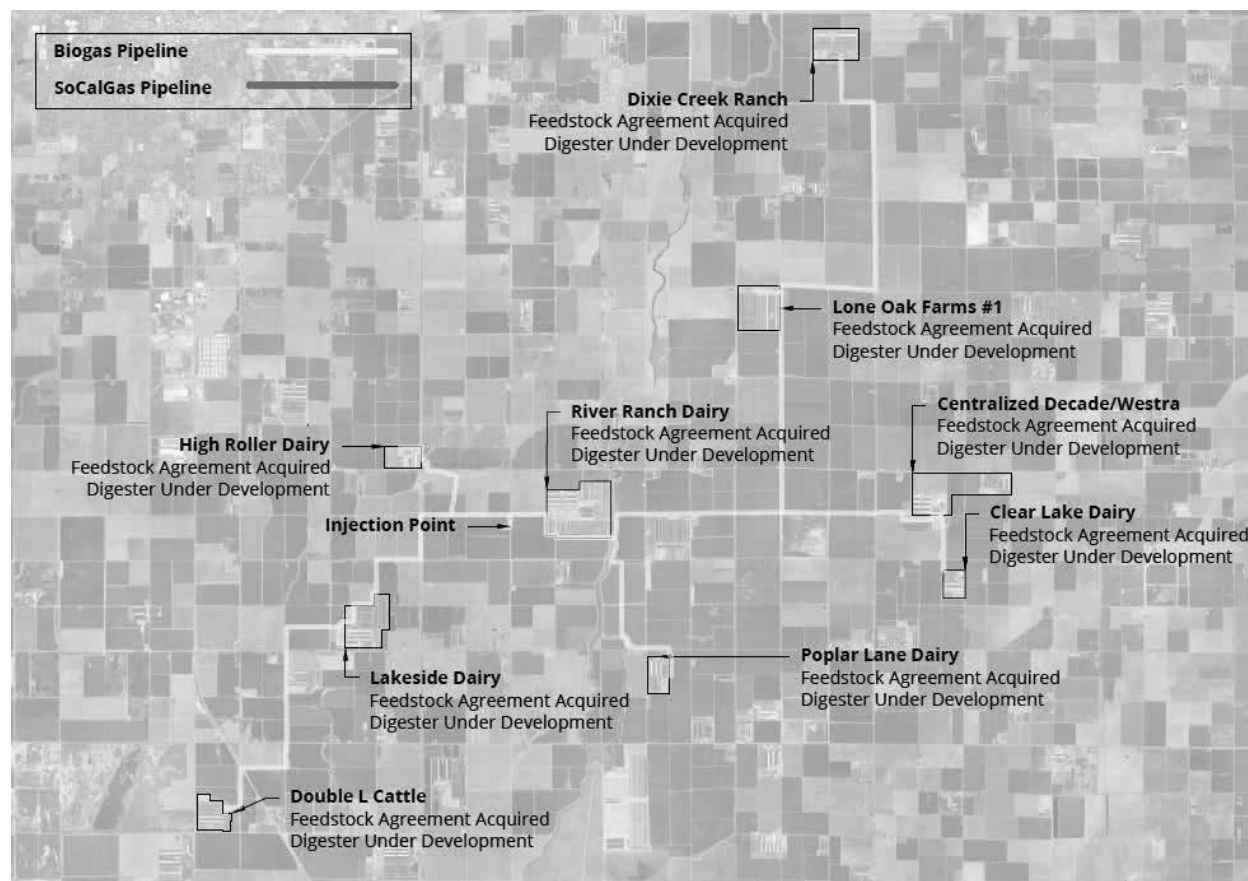 Biogas Pipeline
SoCalGas Pipeline
Dixie Creek Ranch
Feedstock Agreement Acquired
Digester Under Development
Lone Oak Farms #1
Feedstock Agreement Acquired
Digester Under Development
River Ranch Dairy
Feedstock Agreement Acquired
Digester Under Development
Centralized Decade/Westra
Feedstock Agreement Acquired
Digester Under Development
High Roller Dairy
Feedstock Agreement Acquired
Digester Under Development
Injection Point
Clear Lake Dairy
Feedstock Agreement Acquired
Digester Under Development
Poplar Lane Dairy
Feedstock Agreement Acquired
Digester Under Development
Lakeside Dairy
Feedstock Agreement Acquired
Digester Under Development
Double L Cattle
Feedstock Agreement Acquired
Digester Under Development